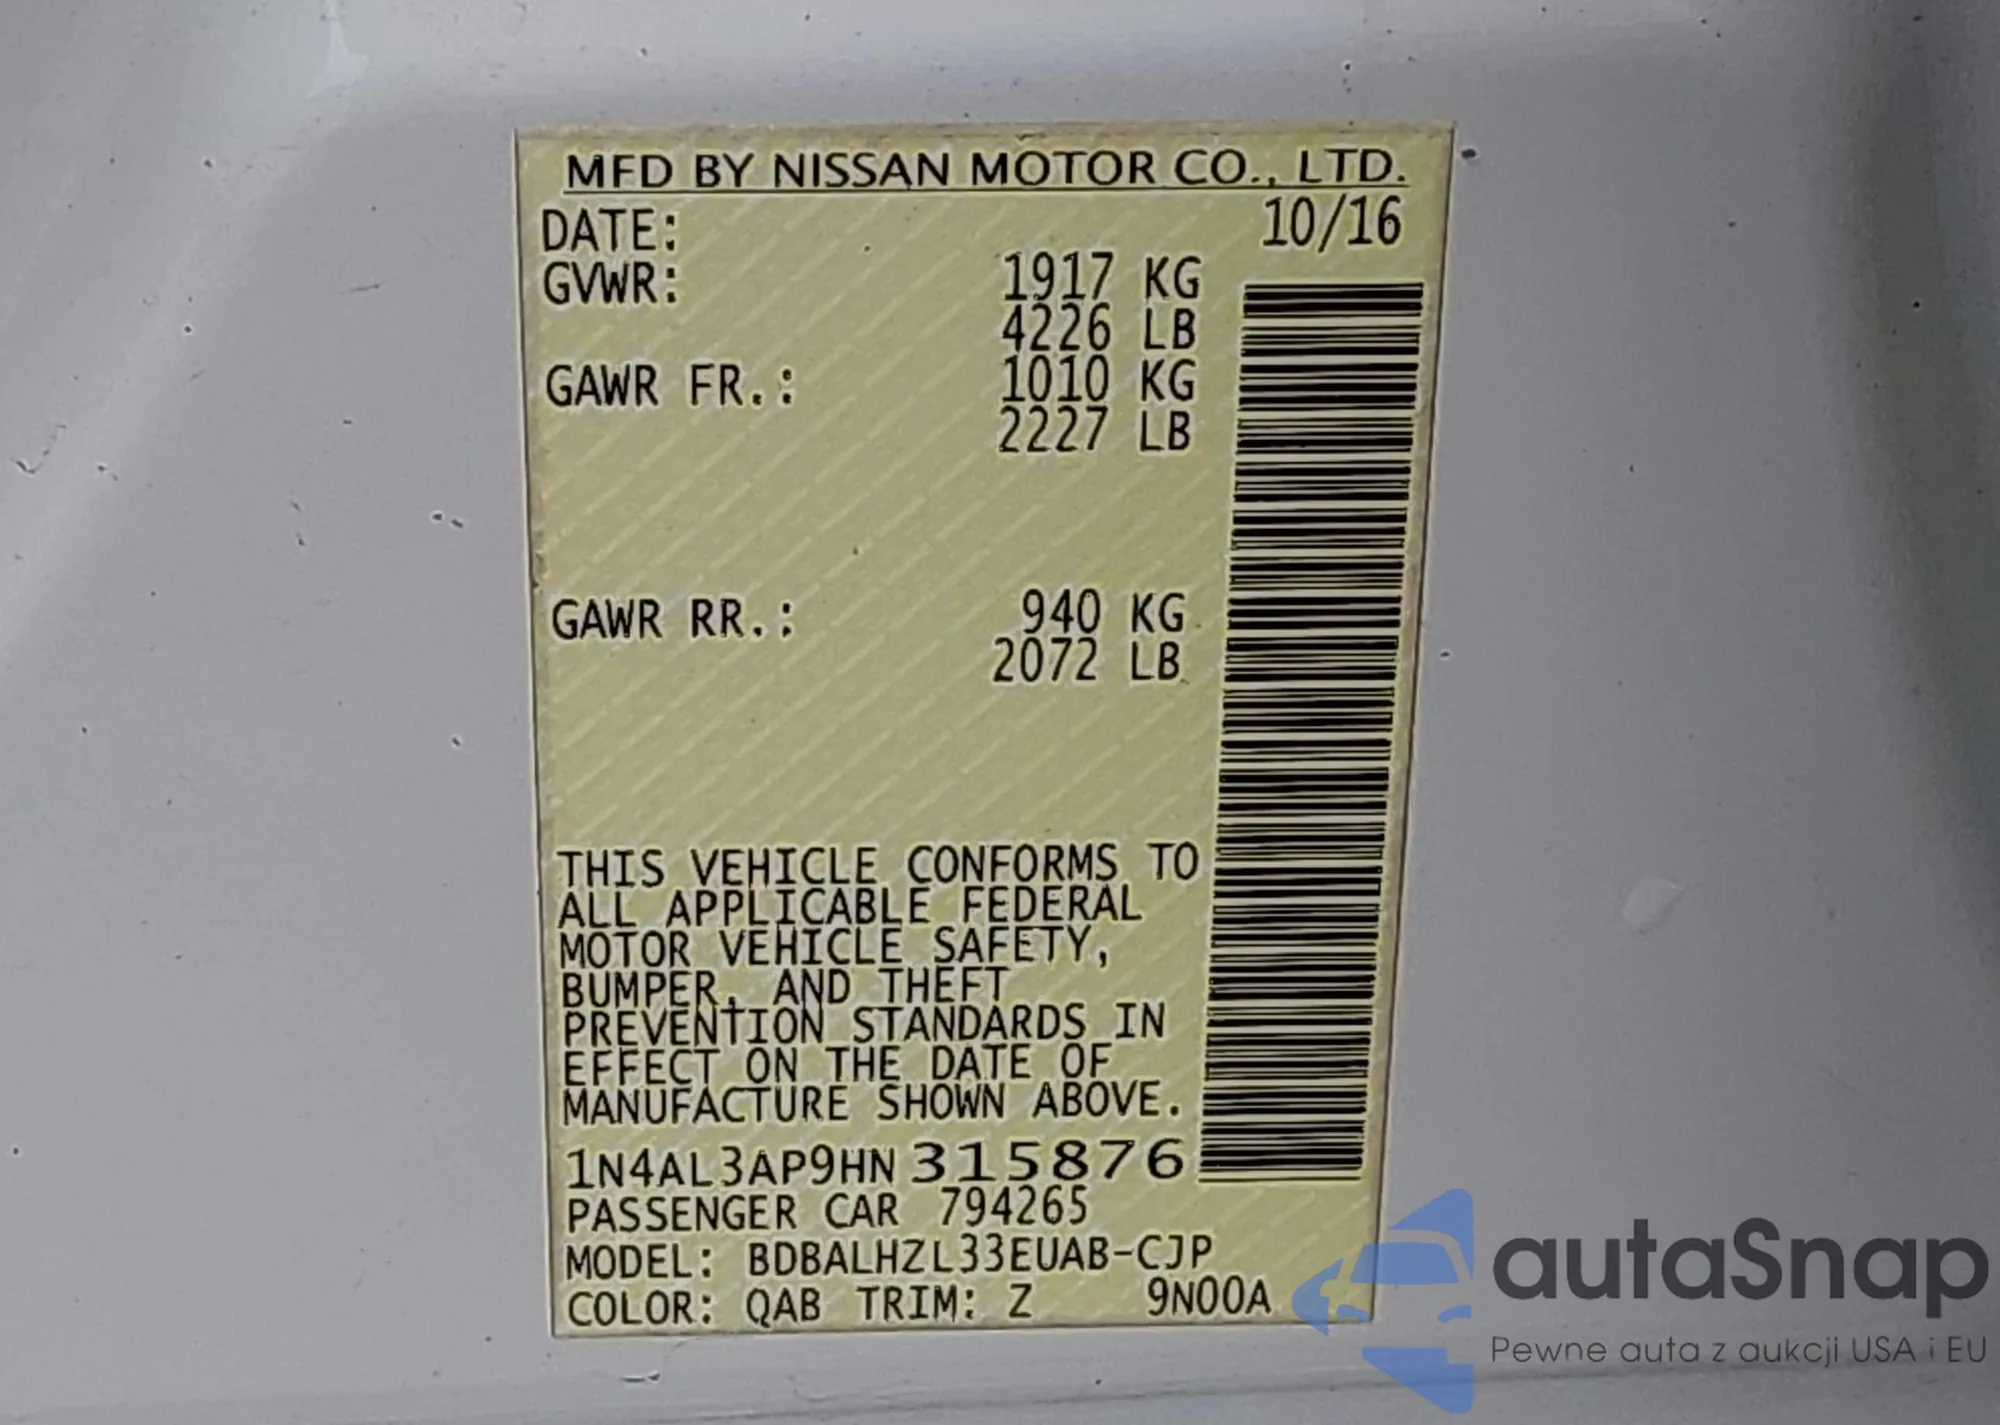 MFD BY NISSAN MOTOR CO., LTD.
DATE: 10/16
GVWR: 1917 KG
4226 LB
GAWR FR.: 1010 KG
2227 LB
GAWR RR.: 940 KG
2072 LB
THIS VEHICLE CONFORMS TO
ALL APPLICABLE FEDERAL
MOTOR VEHICLE SAFETY,
BUMPER, AND THEFT
PREVENTION STANDARDS IN
EFFECT ON THE DATE OF
MANUFACTURE SHOWN ABOVE.
1N4AL3AP9HN 315876
PASSENGER CAR 794265
MODEL: BDBALHZL33EUAB-CJP
COLOR: QAB TRIM: Z 9N00A
autaSnap
Pewne auta z aukcji USA i EU